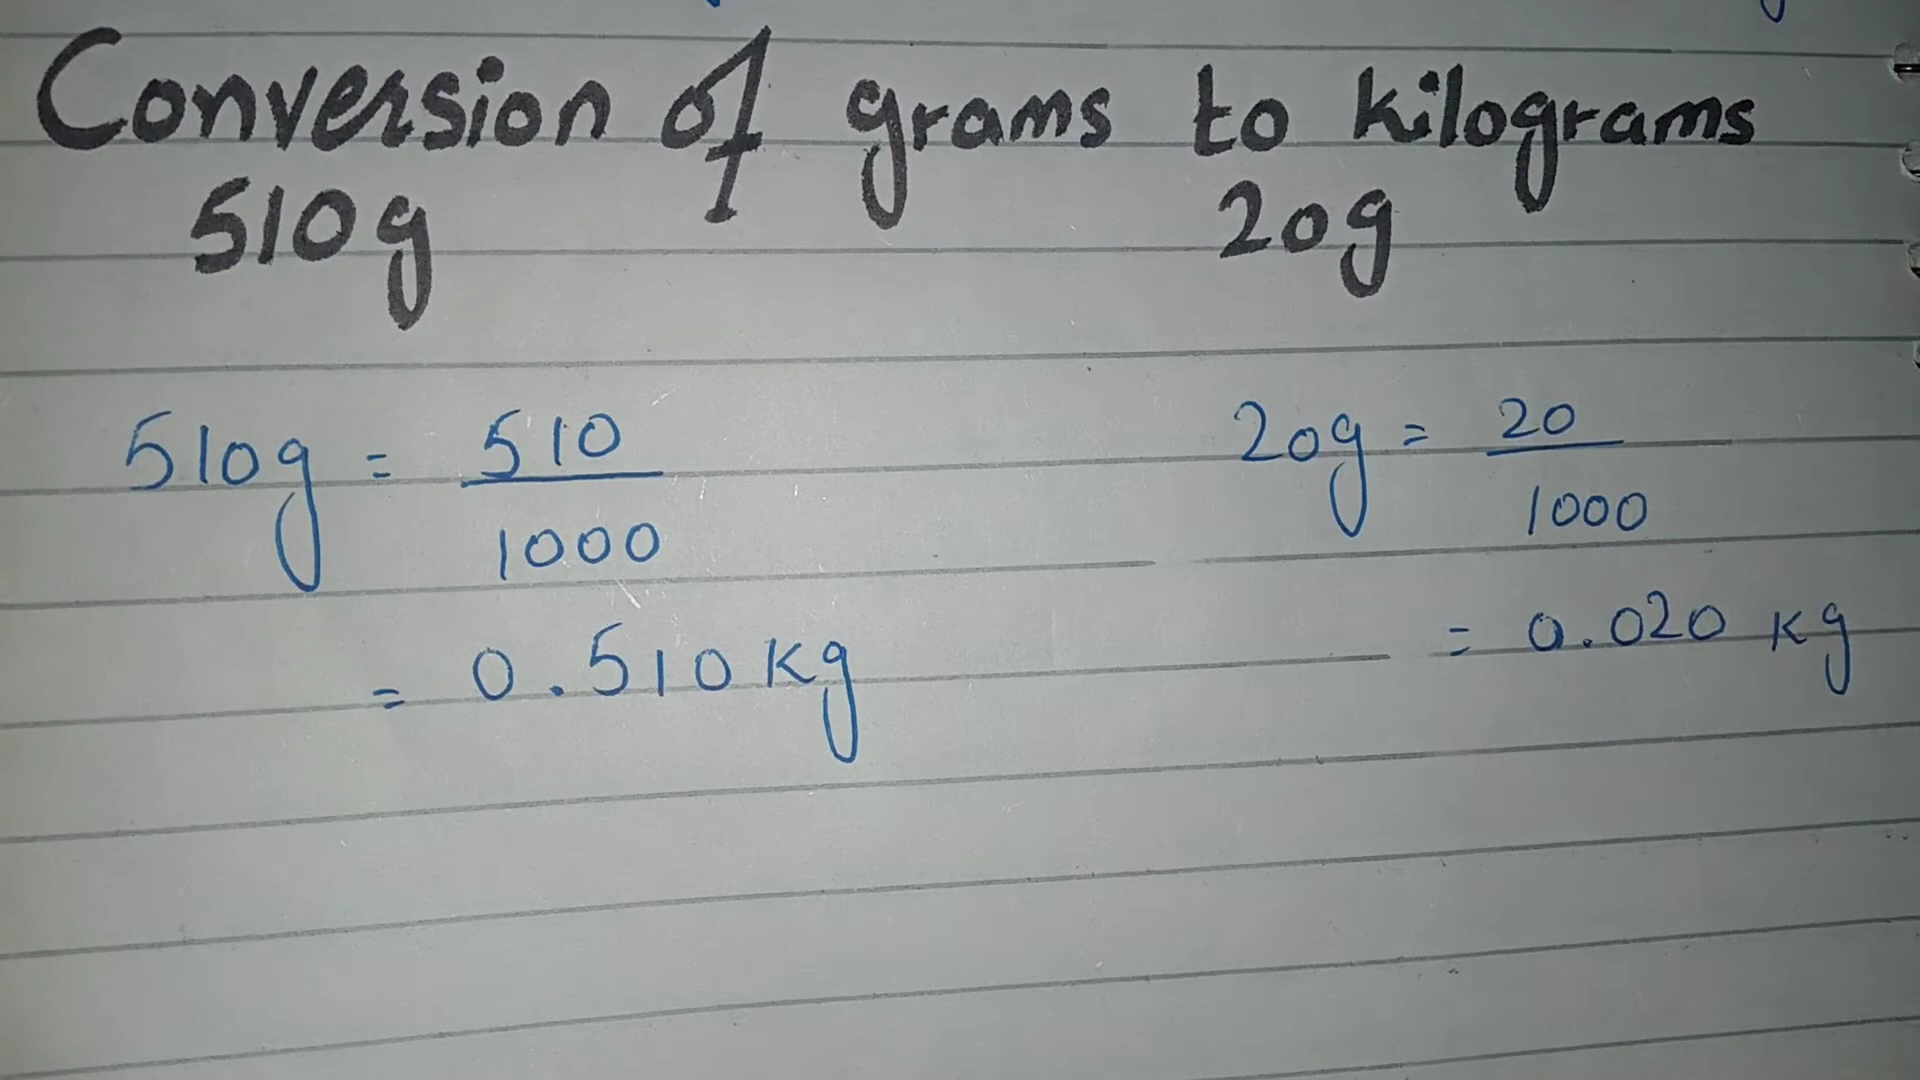 Conversion of grams to kilograms
510g 20g
510g = 510/1000
= 0.510 kg
20g = 20/1000
= 0.020 kg